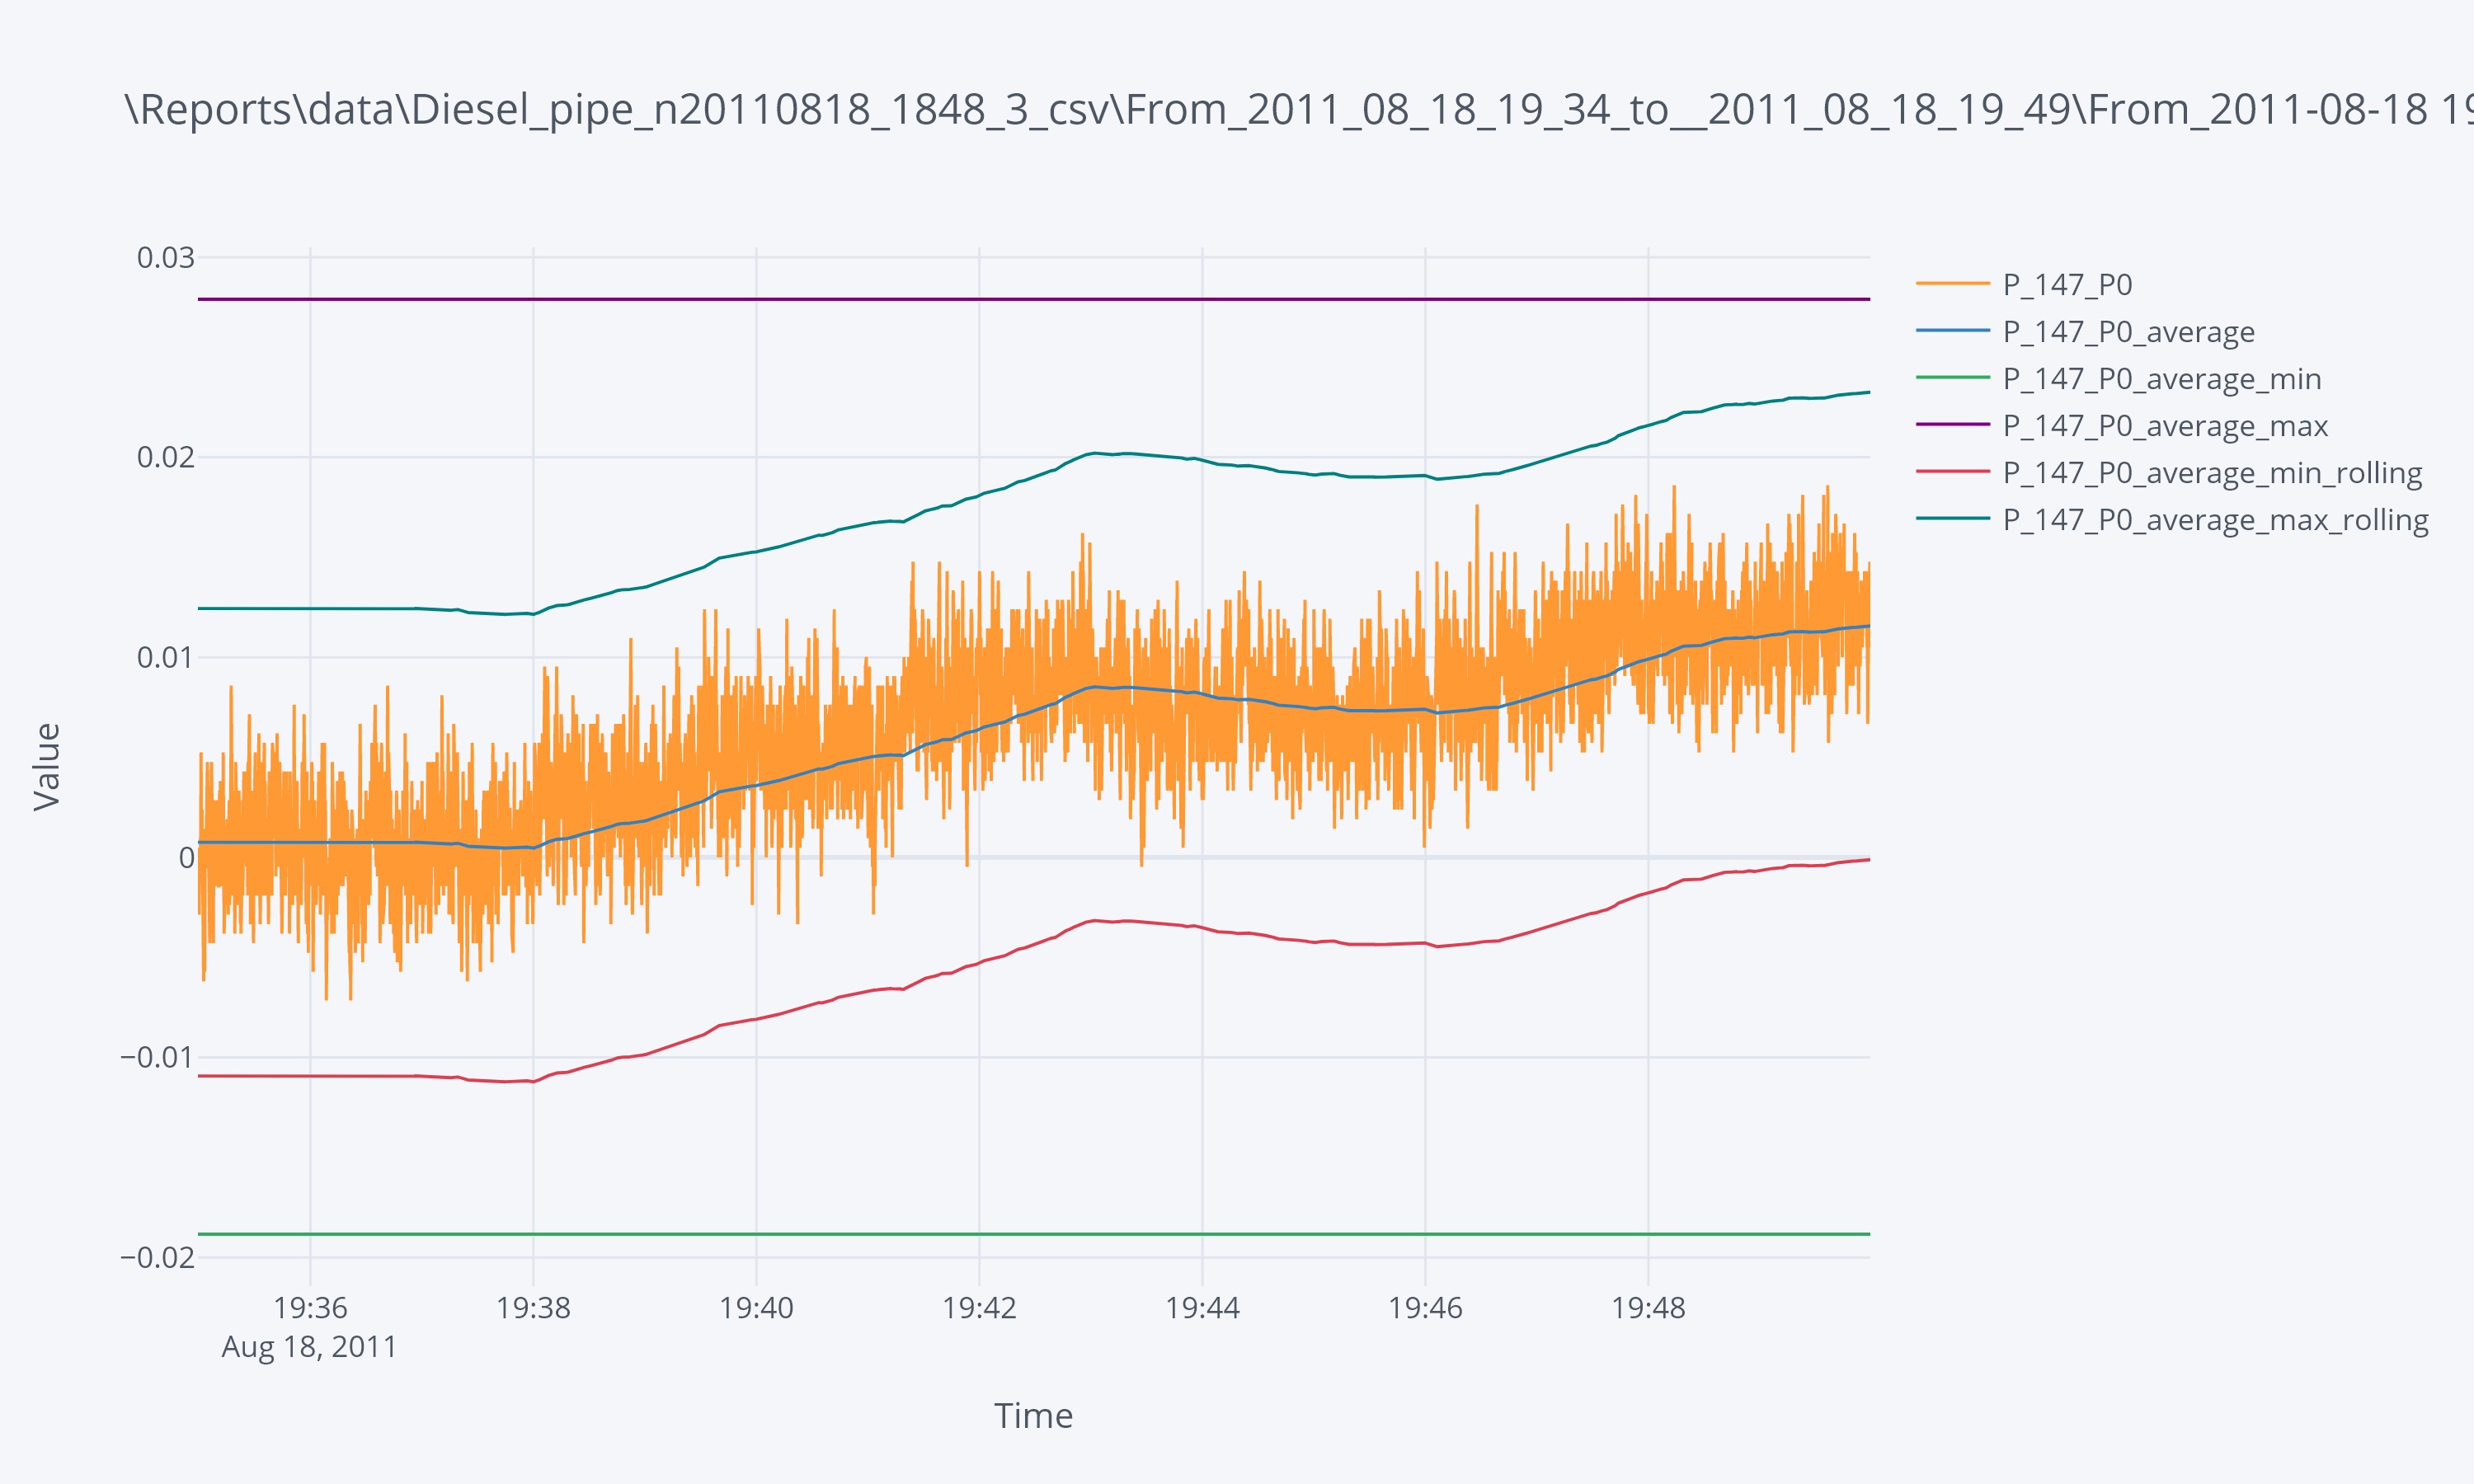 \Reports\data\Diesel_pipe_n20110818_1848_3_csv\From_2011_08_18_19_34_to__2011_08_18_19_49\From_2011-08-18 19
0.03
0.02
0.01
0
−0.01
−0.02
Value
19:36
Aug 18, 2011
19:38
19:40
19:42
19:44
19:46
19:48
Time
P_147_P0
P_147_P0_average
P_147_P0_average_min
P_147_P0_average_max
P_147_P0_average_min_rolling
P_147_P0_average_max_rolling